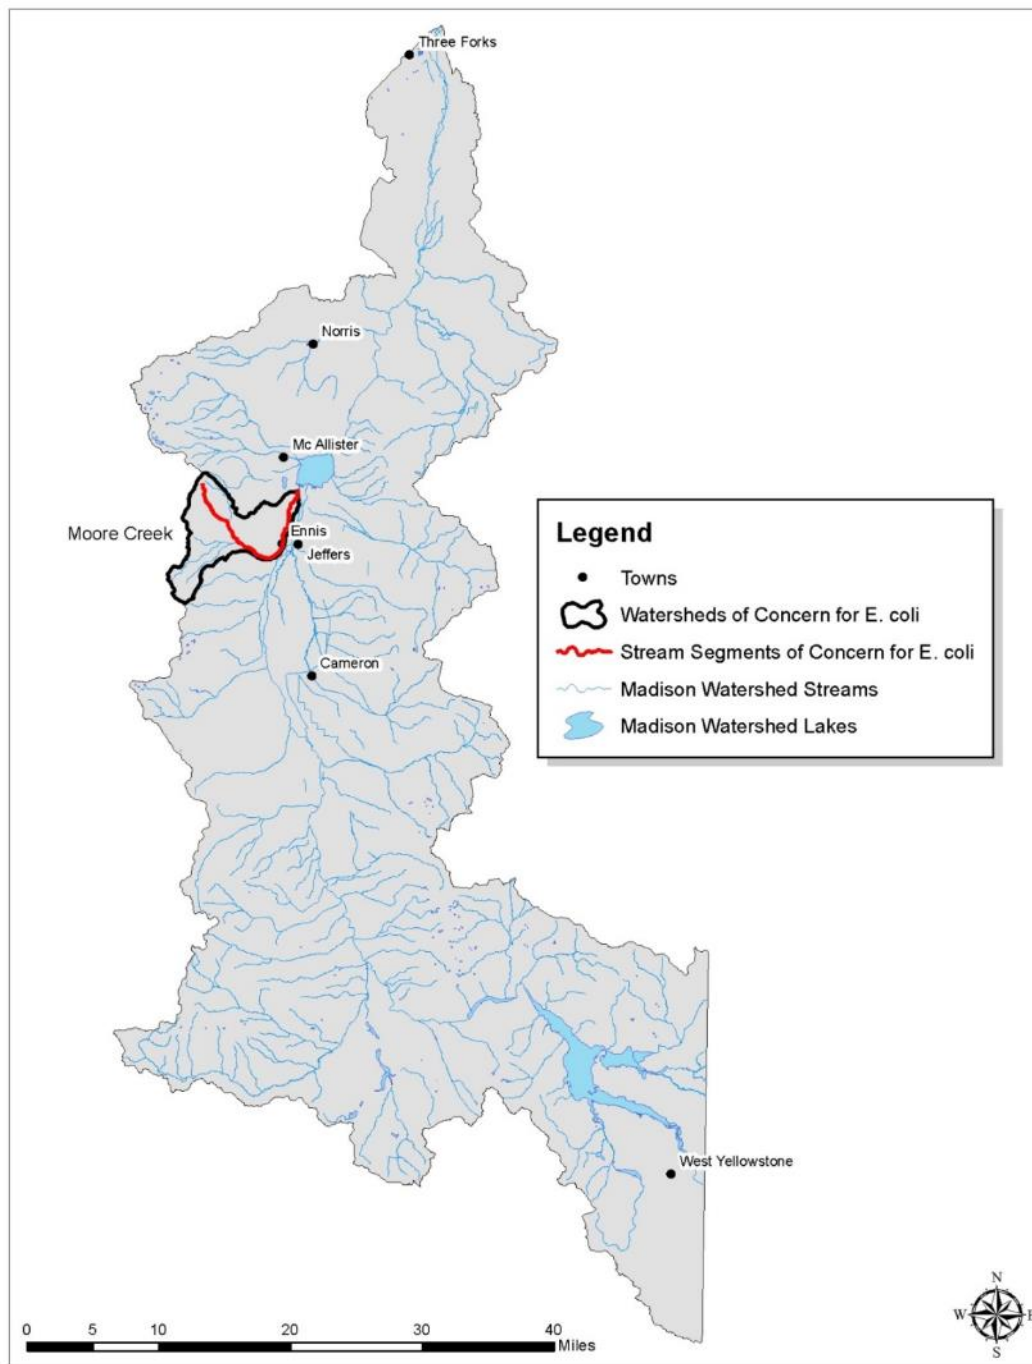 Three Forks
Norris
Mc Allister
Moore Creek
Ennis
Jeffers
Legend
Towns
Watersheds of Concern for E. coli
Stream Segments of Concern for E. coli
Madison Watershed Streams
Madison Watershed Lakes
Cameron
West Yellowstone
N
W E
S
0 5 10 20 30 40
Miles